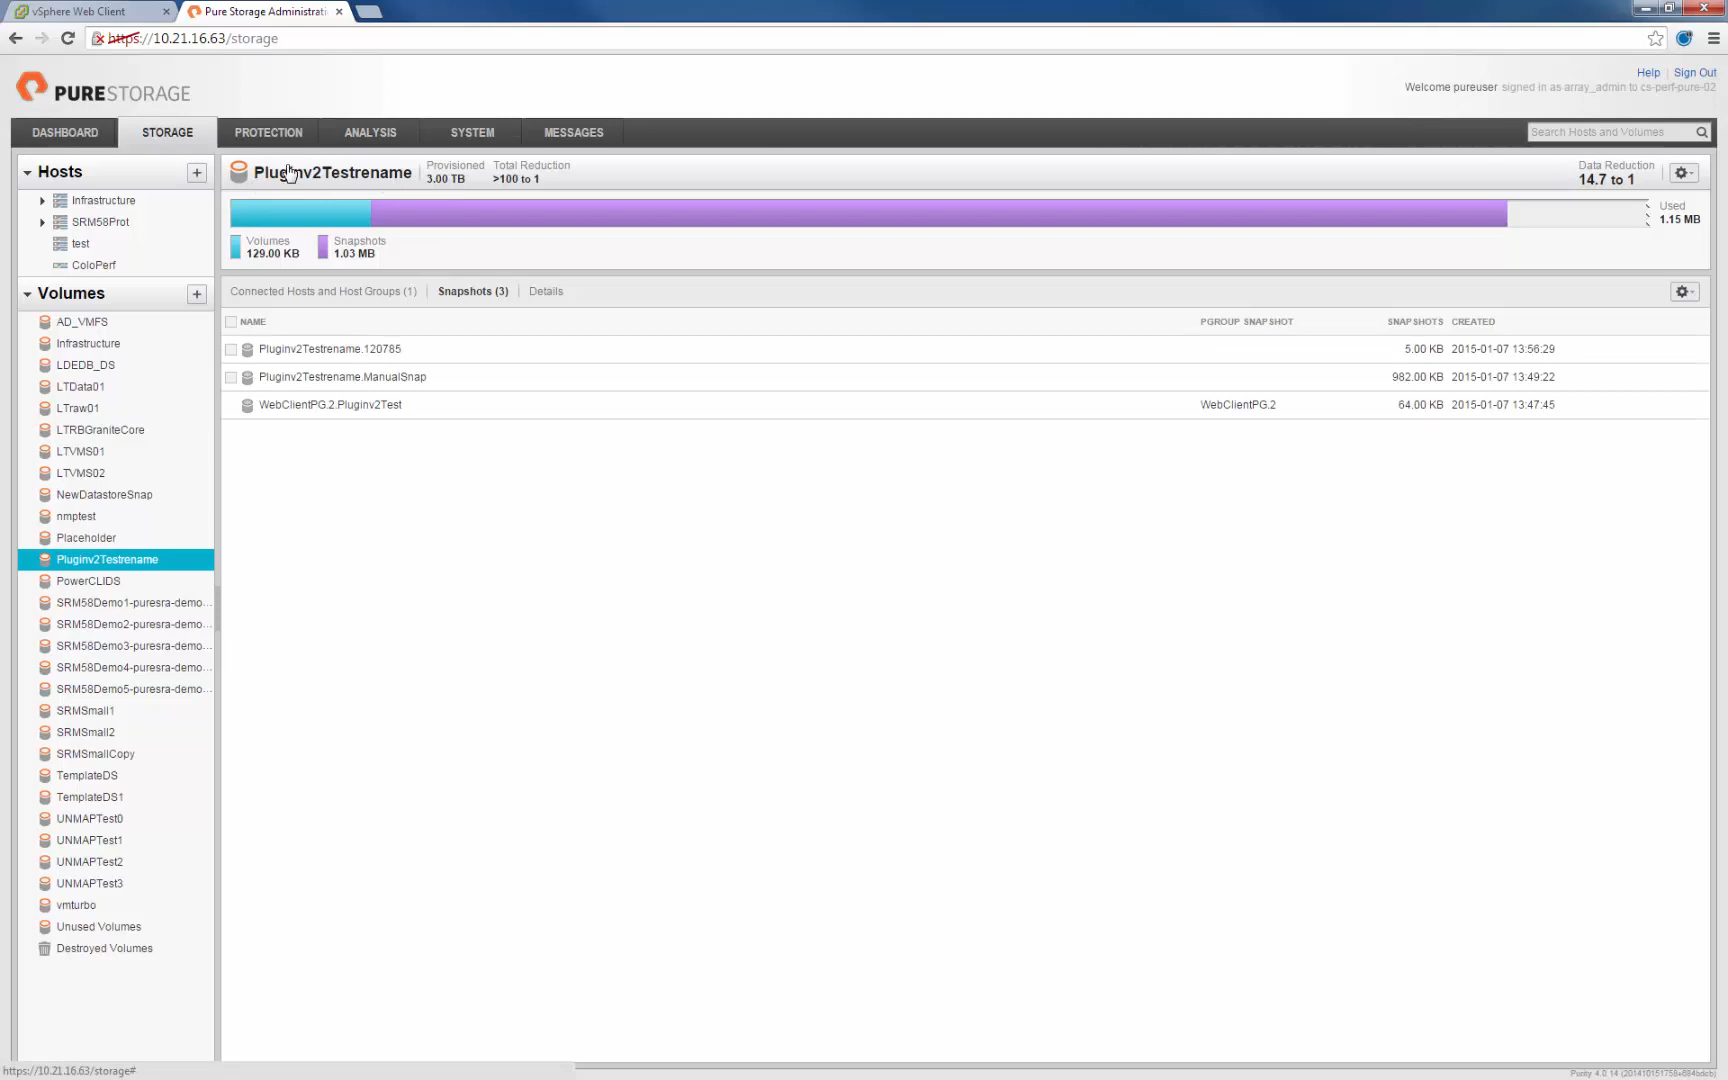 vSphere Web Client
Pure Storage Administrati
https://10.21.16.63/storage
PURESTORAGE
Help | Sign Out
Welcome pureuser signed in as array_admin to cs-perf-pure-02
DASHBOARD STORAGE PROTECTION ANALYSIS SYSTEM MESSAGES
Search Hosts and Volumes
Hosts
Infrastructure
SRM58Prot
test
ColoPerf
Volumes
AD_VMFS
Infrastructure
LDEDB_DS
LTData01
LTraw01
LTRBGraniteCore
LTVMS01
LTVMS02
NewDatastoreSnap
nmptest
Placeholder
Pluginv2Testrename
PowerCLIDS
SRM58Demo1-puresra-demo...
SRM58Demo2-puresra-demo...
SRM58Demo3-puresra-demo...
SRM58Demo4-puresra-demo...
SRM58Demo5-puresra-demo...
SRMSmall1
SRMSmall2
SRMSmallCopy
TemplateDS
TemplateDS1
UNMAPTest0
UNMAPTest1
UNMAPTest2
UNMAPTest3
vmturbo
Unused Volumes
Destroyed Volumes
Pluginv2Testrename
Provisioned
3.00 TB
Total Reduction
>100 to 1
Data Reduction
14.7 to 1
Used
1.15 MB
Volumes
129.00 KB
Snapshots
1.03 MB
Connected Hosts and Host Groups (1) | Snapshots (3) | Details
NAME PGROUP SNAPSHOT SNAPSHOTS CREATED
Pluginv2Testrename.120785 5.00 KB 2015-01-07 13:56:29
Pluginv2Testrename.ManualSnap 982.00 KB 2015-01-07 13:49:22
WebClientPG.2.Pluginv2Test WebClientPG.2 64.00 KB 2015-01-07 13:47:45
https://10.21.16.63/storage#
Purity 4.0.14